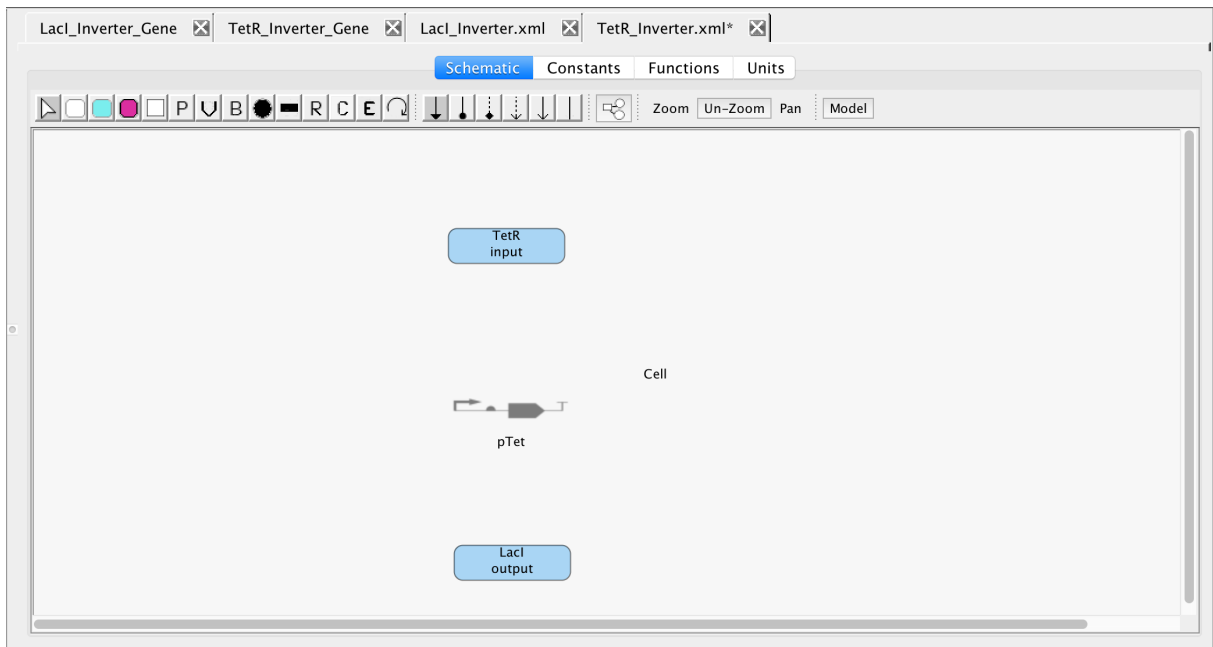 LacI_Inverter_Gene TetR_Inverter_Gene LacI_Inverter.xml TetR_Inverter.xml*
Schematic Constants Functions Units
P V B R C E Zoom Un-Zoom Pan Model
TetR
input
Cell
pTet
LacI
output